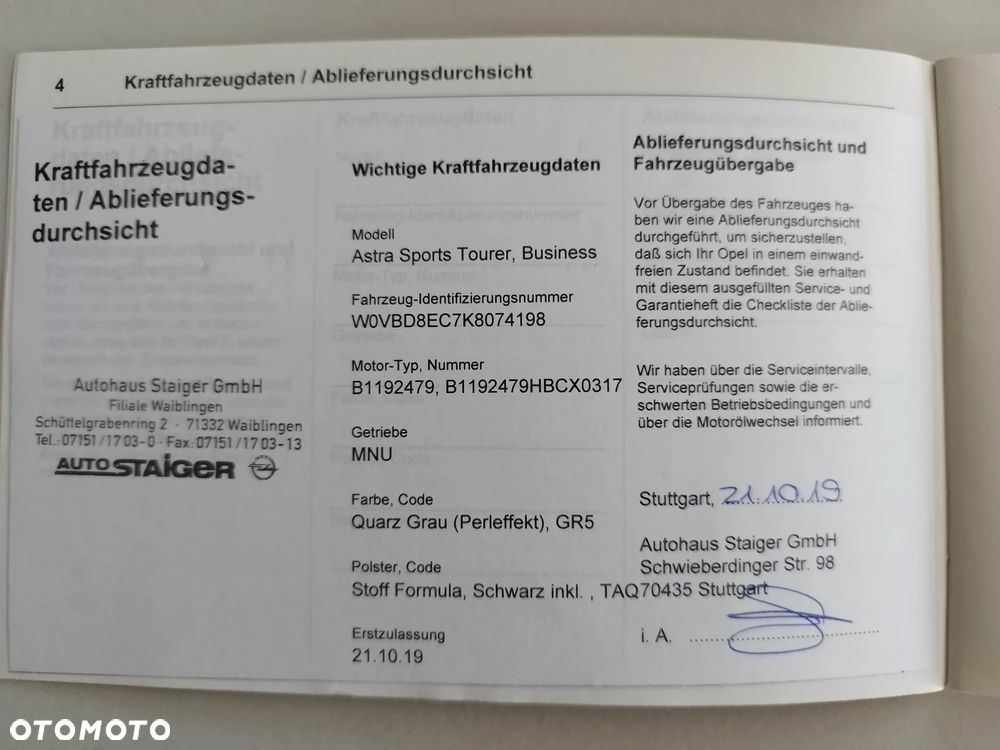 4
Kraftfahrzeugdaten / Ablieferungsdurchsicht
Kraftfahrzeugda-
ten / Ablieferungs-
durchsicht
Autohaus Staiger GmbH
Filiale Waiblingen
Schüttelgrabenring 2 · 71332 Waiblingen
Tel.: 07151/17 03-0 · Fax: 07151/17 03-13
AUTO STAIGER
Wichtige Kraftfahrzeugdaten
Modell
Astra Sports Tourer, Business
Fahrzeug-Identifizierungsnummer
W0VBD8EC7K8074198
Motor-Typ, Nummer
B1192479, B1192479HBCX0317
Getriebe
MNU
Farbe, Code
Quarz Grau (Perleffekt), GR5
Polster, Code
Stoff Formula, Schwarz inkl. , TAQ
Erstzulassung
21.10.19
Ablieferungsdurchsicht und
Fahrzeugübergabe
Vor Übergabe des Fahrzeuges ha-
ben wir eine Ablieferungsdurchsicht
durchgeführt, um sicherzustellen,
daß sich Ihr Opel in einem einwand-
freien Zustand befindet. Sie erhalten
mit diesem ausgefüllten Service- und
Garantieheft die Checkliste der Ablie-
ferungsdurchsicht.
Wir haben über die Serviceintervalle,
Serviceprüfungen sowie die er-
schwerten Betriebsbedingungen und
über die Motorölwechsel informiert.
Stuttgart, 21.10.19
Autohaus Staiger GmbH
Schwieberdinger Str. 98
70435 Stuttgart
i. A.
OTOMOTO